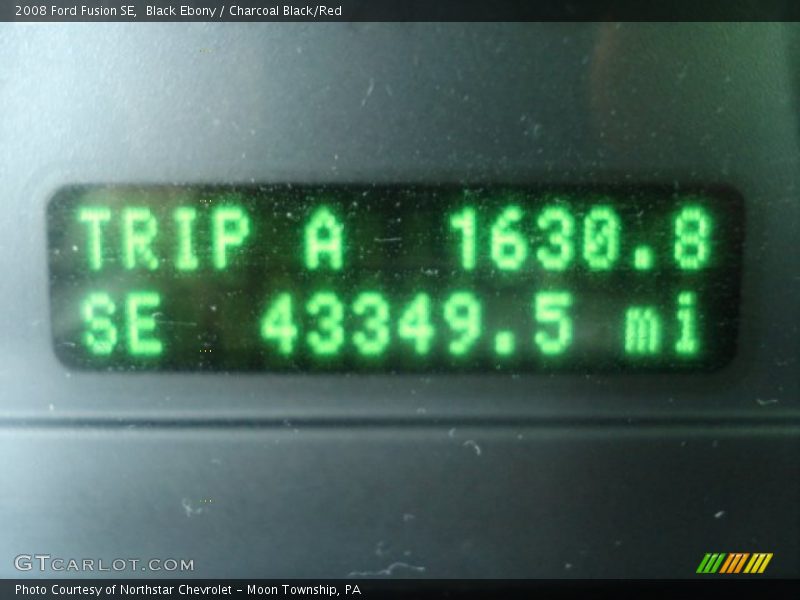 2008 Ford Fusion SE,  Black Ebony / Charcoal Black/Red
TRIP A 1630.8
SE 43349.5 mi
GTCARLOT.COM
Photo Courtesy of Northstar Chevrolet – Moon Township, PA